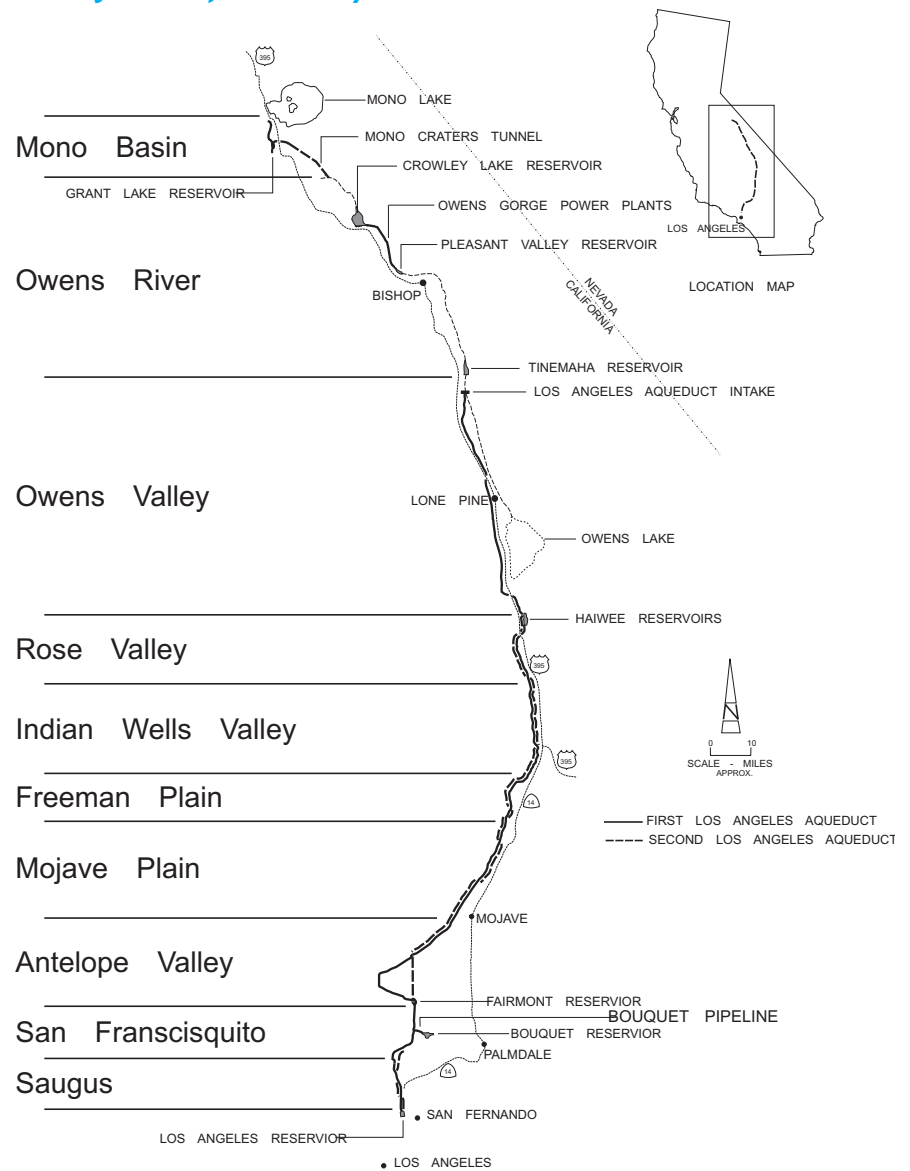 395
MONO LAKE
Mono Basin
MONO CRATERS TUNNEL
CROWLEY LAKE RESERVOIR
GRANT LAKE RESERVOIR
OWENS GORGE POWER PLANTS
LOS ANGELES
PLEASANT VALLEY RESERVOIR
Owens River
BISHOP
NEVADA
CALIFORNIA
LOCATION MAP
TINEMAHA RESERVOIR
LOS ANGELES AQUEDUCT INTAKE
Owens Valley
LONE PINE
OWENS LAKE
HAIWEE RESERVOIRS
Rose Valley
395
Indian Wells Valley
N
0 10
SCALE - MILES
APPROX.
395
Freeman Plain
14
FIRST LOS ANGELES AQUEDUCT
SECOND LOS ANGELES AQUEDUCT
Mojave Plain
MOJAVE
Antelope Valley
FAIRMONT RESERVIOR
BOUQUET PIPELINE
San Franscisquito
BOUQUET RESERVIOR
PALMDALE
14
Saugus
SAN FERNANDO
LOS ANGELES RESERVIOR
LOS ANGELES